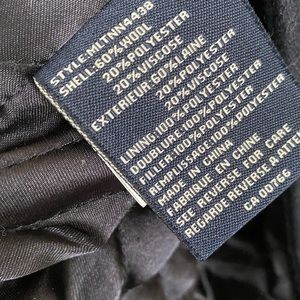 STYLE-MLTNN644SB
SHELL-60%WOOL
20%POLYESTER
20%VISCOSE
EXTERIEUR-60%LAINE
20%POLYESTER
20%VISCOSE
LINING:100%POLYESTER
DOUBLURE:100%POLYESTER
FILLER:100%POLYESTER
REMPLISSAGE:100%POLYESTER
MADE IN CHINA
FABRIQUE EN CHINE
SEE REVERSE FOR CARE
REGARDE REVERSE A ATTE
CA 00766